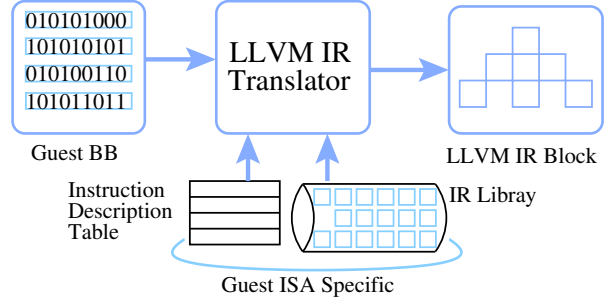 010101000
101010101
010100110
101011011
LLVM IR
Translator
Guest BB
LLVM IR Block
Instruction
Description
Table
IR Libray
Guest ISA Specific